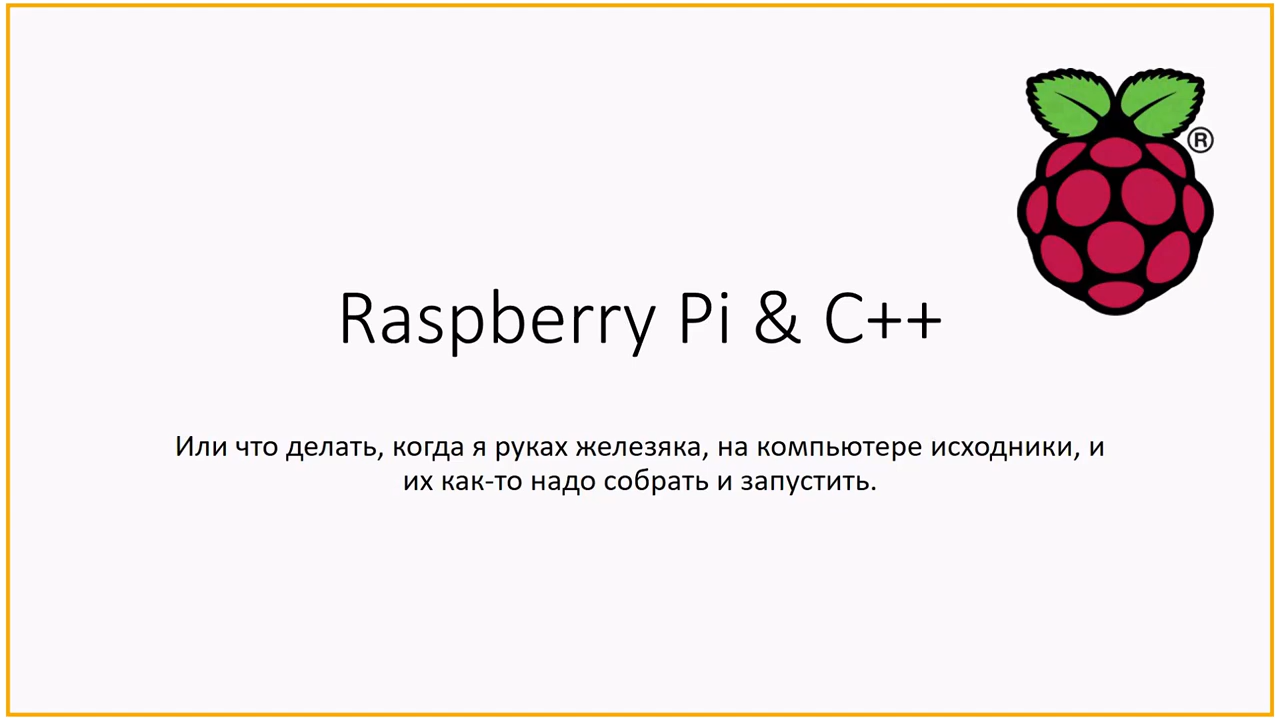 ®
Raspberry Pi & C++
Или что делать, когда я руках железяка, на компьютере исходники, и
их как-то надо собрать и запустить.